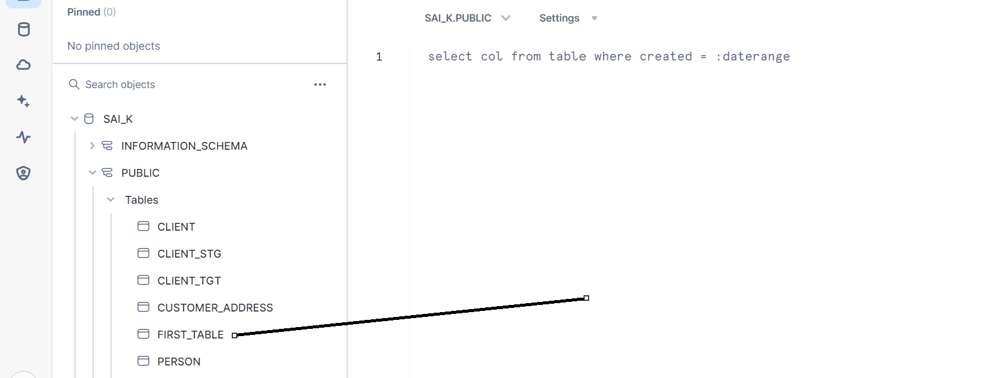 Pinned (0)
No pinned objects
Search objects
SAI_K
INFORMATION_SCHEMA
PUBLIC
Tables
CLIENT
CLIENT_STG
CLIENT_TGT
CUSTOMER_ADDRESS
FIRST_TABLE
PERSON
SAI_K.PUBLIC Settings
1 select col from table where created = :daterange